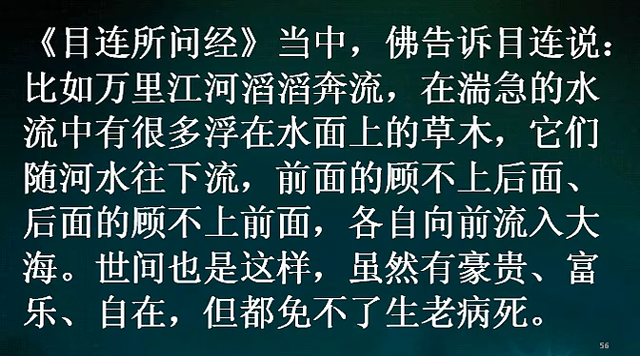 《目连所问经》当中，佛告诉目连说：
比如万里江河滔滔奔流，在湍急的水
流中有很多浮在水面上的草木，它们
随河水往下流，前面的顾不上后面、
后面的顾不上前面，各自向前流入大
海。世间也是这样，虽然有豪贵、富
乐、自在，但都免不了生老病死。
56